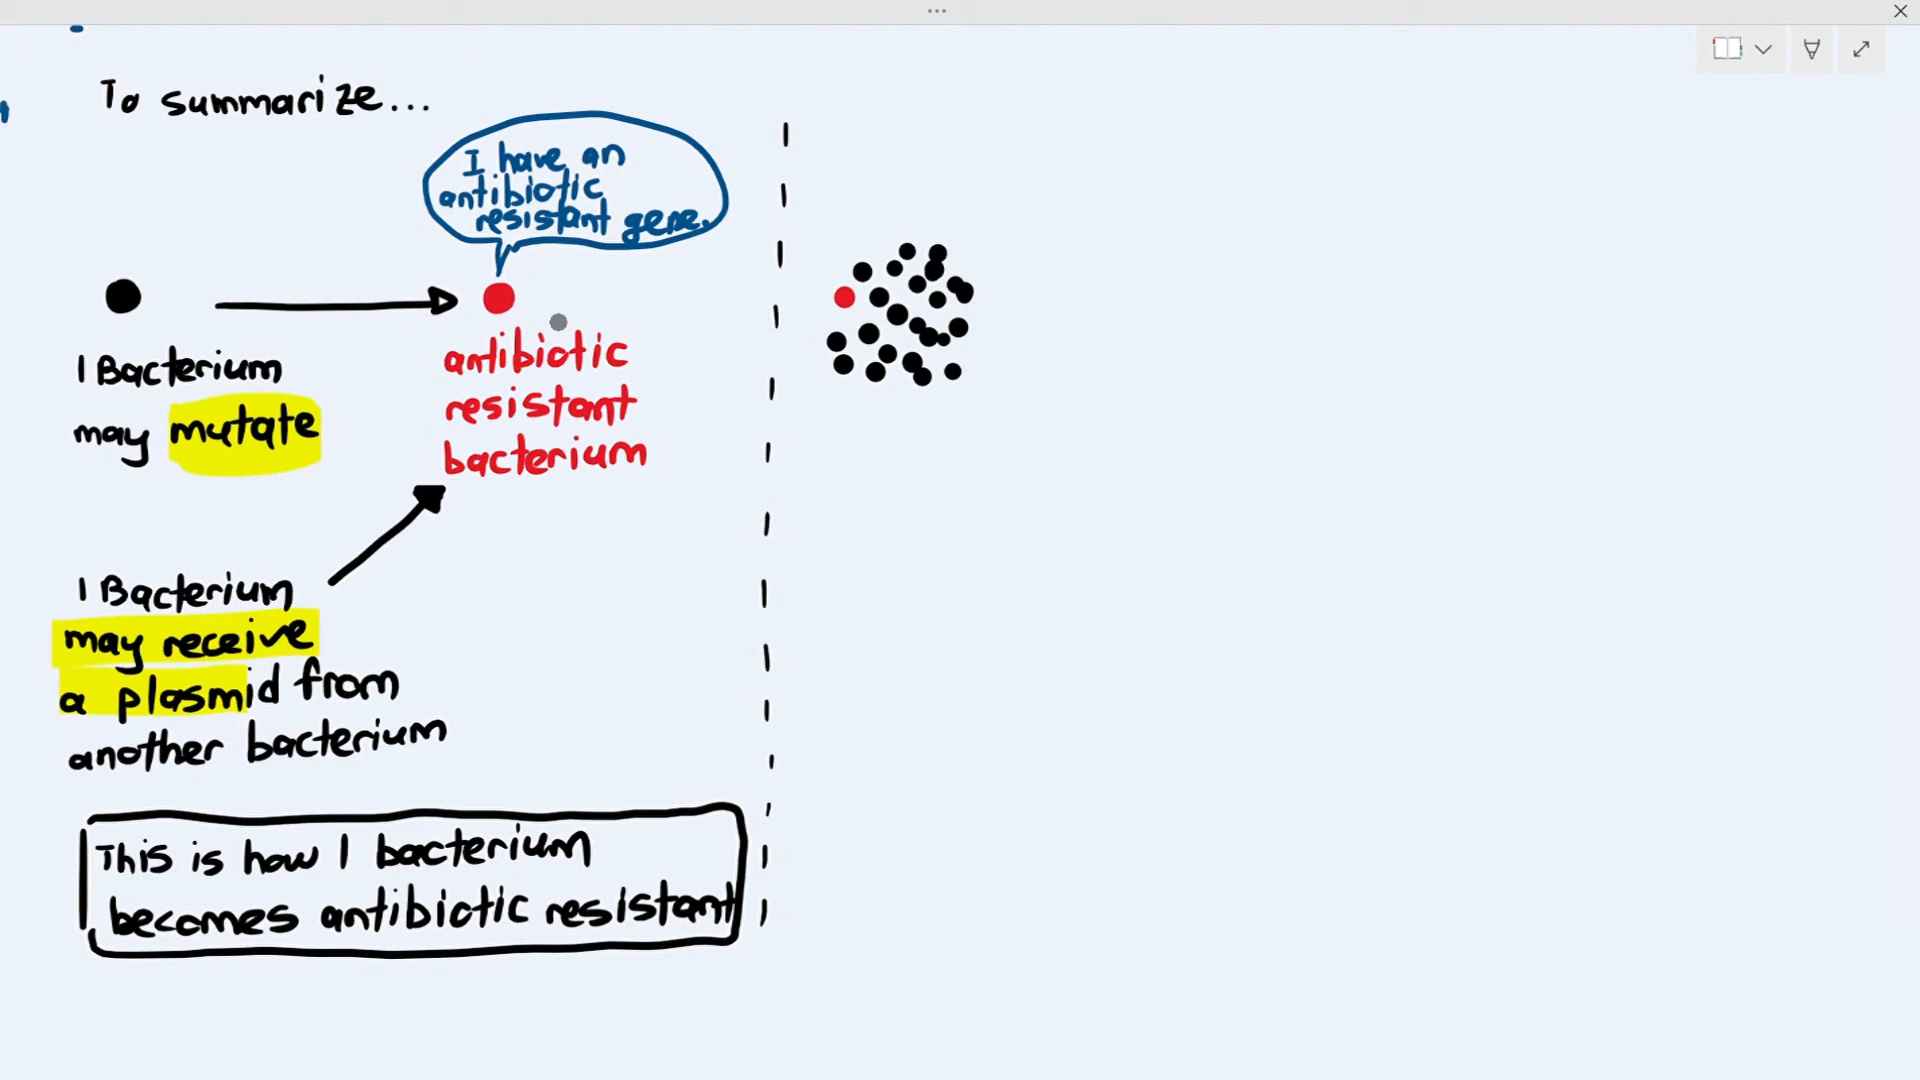 To summarize...
I have an
antibiotic
resistant gene.
1 Bacterium
may mutate
antibiotic
resistant
bacterium
1 Bacterium
may receive
a plasmid from
another bacterium
This is how 1 bacterium
becomes antibiotic resistant